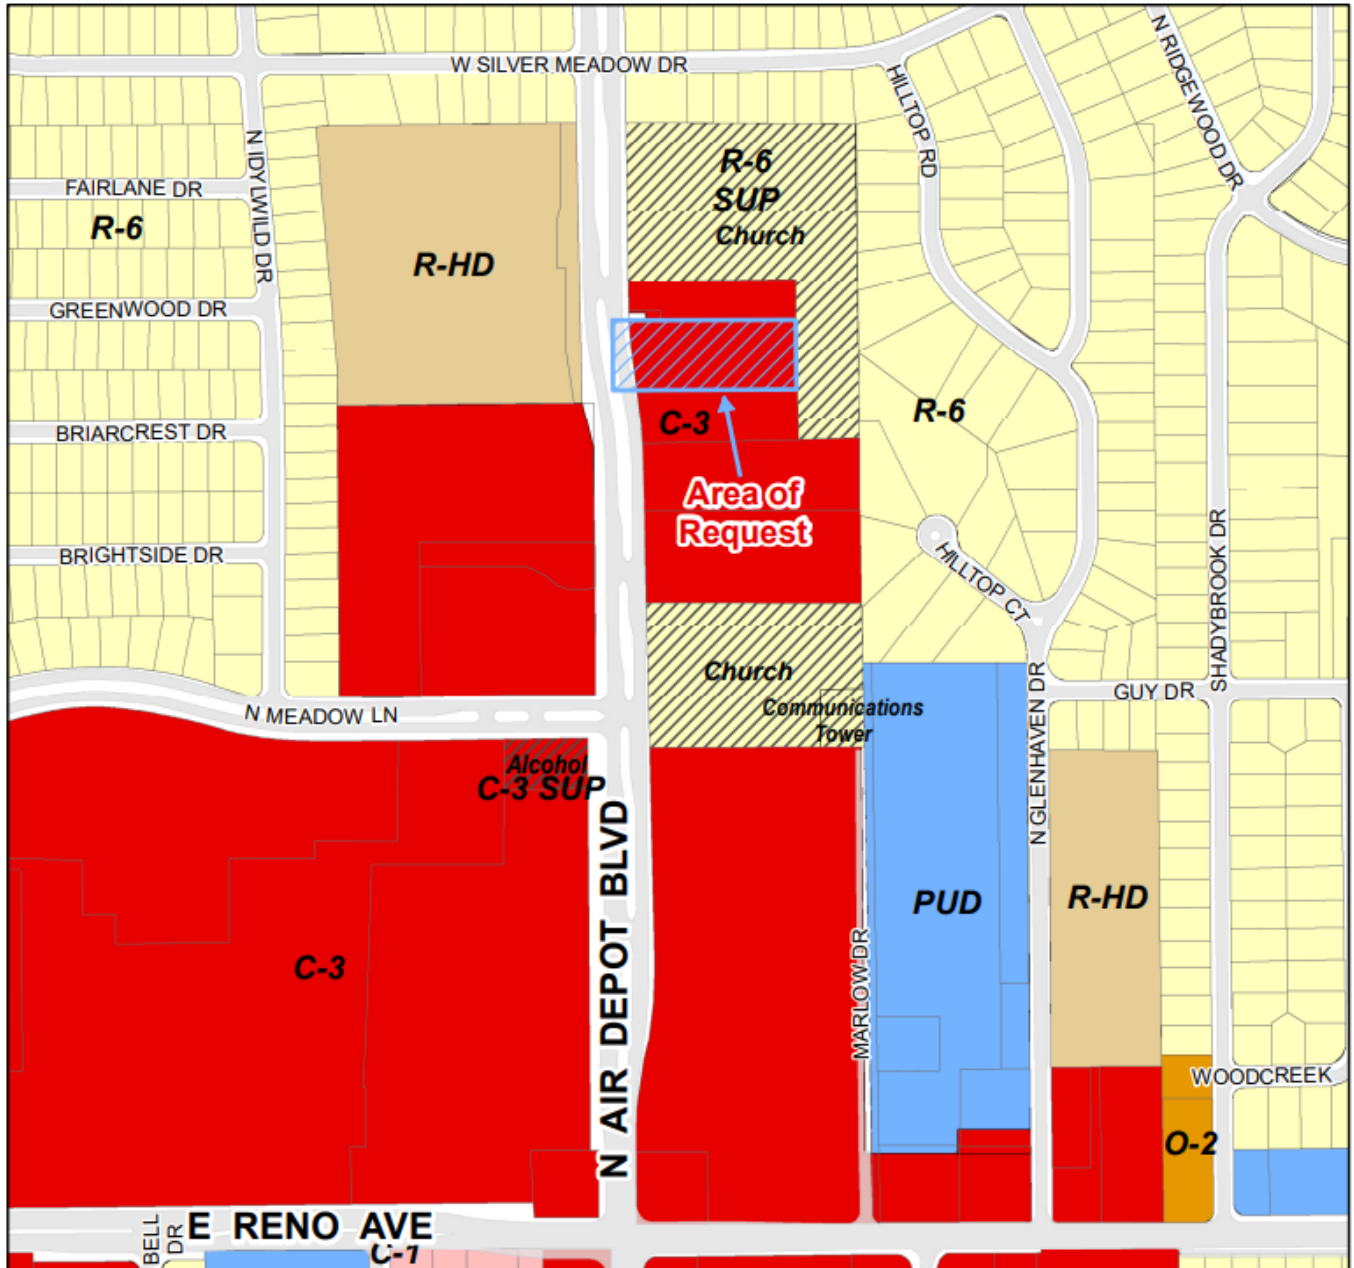 W SILVER MEADOW DR
N RIDGEWOOD DR
HILLTOP RD
N IDYLWILD DR
R-6
SUP
Church
FAIRLANE DR
R-6
R-HD
GREENWOOD DR
C-3
R-6
BRIARCREST DR
Area of
Request
BRIGHTSIDE DR
HILLTOP CT
SHADYBROOK DR
Church
GUY DR
N MEADOW LN
Communications
Tower
Alcohol
C-3 SUP
N GLENHAVEN DR
N AIR DEPOT BLVD
PUD
R-HD
C-3
MARLOW DR
WOODCREEK
O-2
E RENO AVE
BELL
DR
C-1